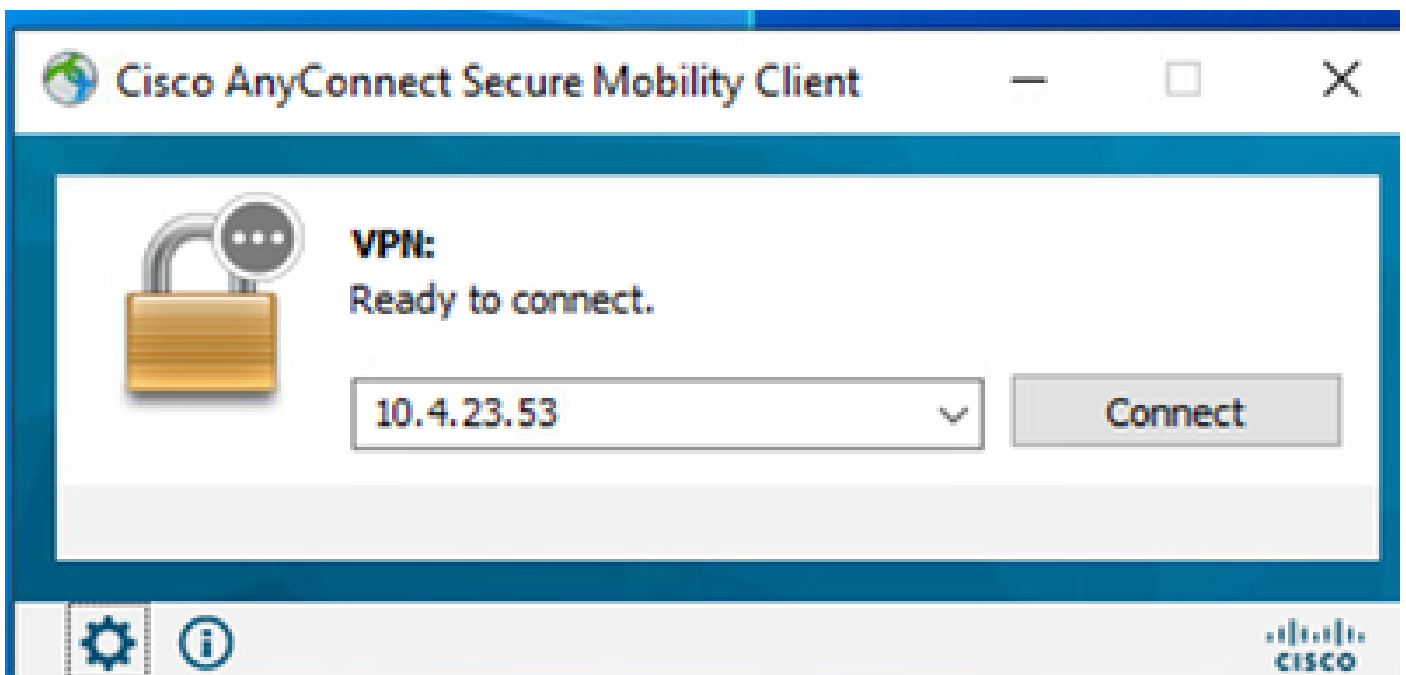 Cisco AnyConnect Secure Mobility Client
VPN:
Ready to connect.
10.4.23.53
Connect
CISCO